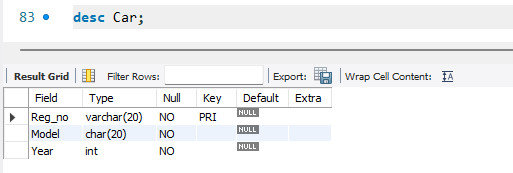 83 desc Car;
Result Grid Filter Rows: Export: Wrap Cell Content: IA
Field Type Null Key Default Extra
Reg_no varchar(20) NO PRI NULL
Model char(20) NO NULL
Year int NO NULL